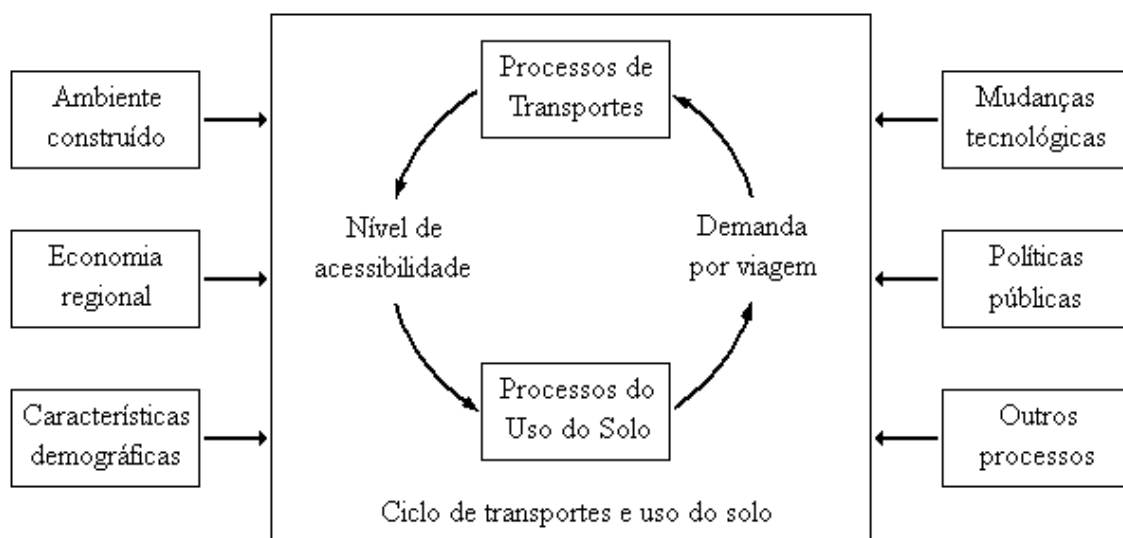 Processos de
Transportes
Ambiente
construído
Mudanças
tecnológicas
Nível de
acessibilidade
Demanda
por viagem
Economia
regional
Políticas
públicas
Processos do
Uso do Solo
Características
demográficas
Outros
processos
Ciclo de transportes e uso do solo